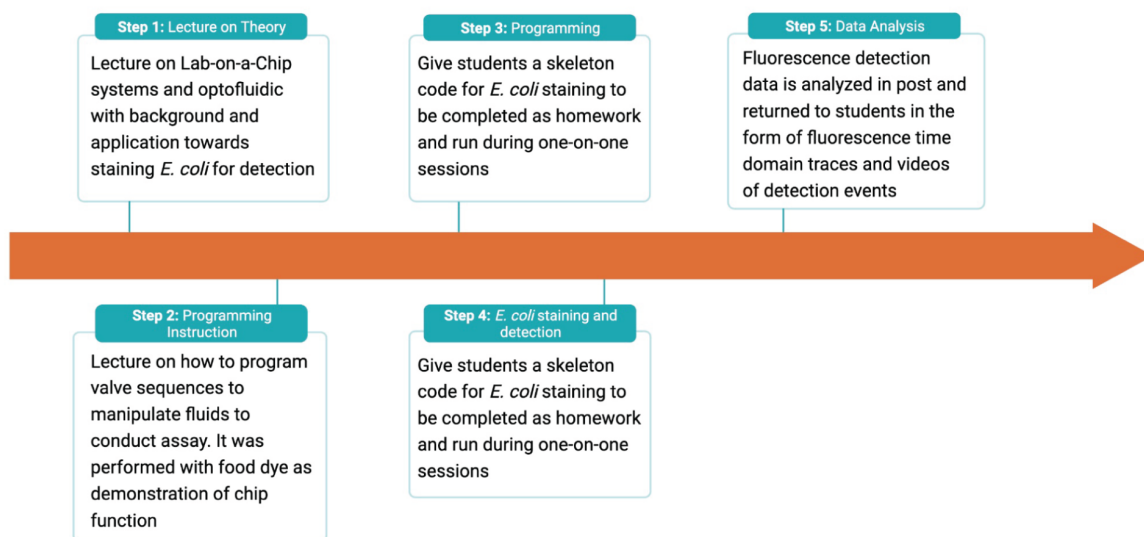 Step 1: Lecture on Theory
Lecture on Lab-on-a-Chip
systems and optofluidic
with background and
application towards
staining E. coli for detection
Step 2: Programming
Instruction
Lecture on how to program
valve sequences to
manipulate fluids to
conduct assay. It was
performed with food dye as
demonstration of chip
function
Step 3: Programming
Give students a skeleton
code for E. coli staining to
be completed as homework
and run during one-on-one
sessions
Step 4: E. coli staining and
detection
Give students a skeleton
code for E. coli staining to
be completed as homework
and run during one-on-one
sessions
Step 5: Data Analysis
Fluorescence detection
data is analyzed in post and
returned to students in the
form of fluorescence time
domain traces and videos
of detection events